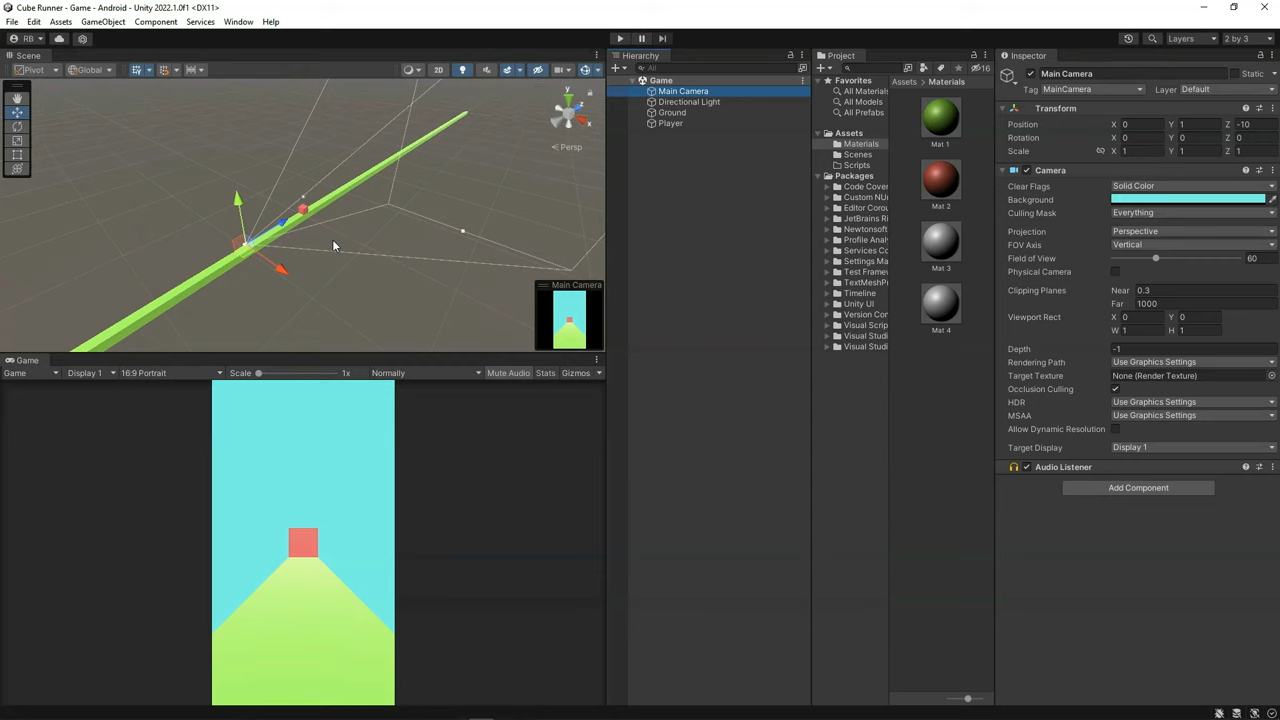 Cube Runner - Game - Android - Unity 2022.1.0f1 <DX11>
File Edit Assets GameObject Component Services Window Help
RB Layers 2 by 3
Scene
Pivot Global 2D
y
z
x
Persp
Main Camera
Game
Game Display 1 16:9 Portrait Scale 1x Normally Mute Audio Stats Gizmos
Hierarchy
All
Game
Main Camera
Directional Light
Ground
Player
Project
16
Favorites
All Materials
All Models
All Prefabs
Assets
Materials
Scenes
Scripts
Packages
Code Cover
Custom NU
Editor Corou
JetBrains Ri
Newtonsoft
Profile Analy
Services Co
Settings Ma
Test Framew
TextMeshPr
Timeline
Unity UI
Version Con
Visual Scrip
Visual Studi
Visual Studi
Assets Materials
Mat 1
Mat 2
Mat 3
Mat 4
Inspector
Main Camera Static
Tag MainCamera Layer Default
Transform
Position X 0 Y 1 Z -10
Rotation X 0 Y 0 Z 0
Scale X 1 Y 1 Z 1
Camera
Clear Flags Solid Color
Background
Culling Mask Everything
Projection Perspective
FOV Axis Vertical
Field of View 60
Physical Camera
Clipping Planes Near 0.3
Far 1000
Viewport Rect X 0 Y 0
W 1 H 1
Depth -1
Rendering Path Use Graphics Settings
Target Texture None (Render Texture)
Occlusion Culling
HDR Use Graphics Settings
MSAA Use Graphics Settings
Allow Dynamic Resolution
Target Display Display 1
Audio Listener
Add Component